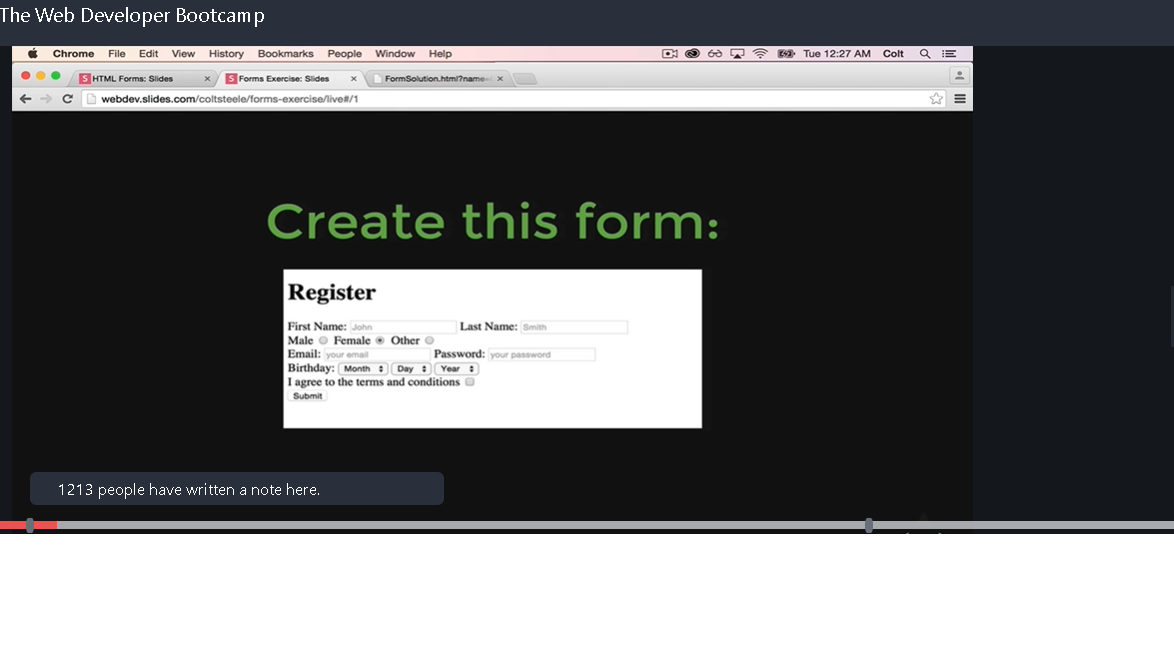 The Web Developer Bootcamp
Chrome File Edit View History Bookmarks People Window Help Tue 12:27 AM Colt
S HTML Forms: Slides × S Forms Exercise: Slides × FormSolution.html?name= ×
webdev.slides.com/coltsteele/forms-exercise/live#/1
Create this form:
Register
First Name: John Last Name: Smith
Male Female Other
Email: your email Password: your password
Birthday: Month Day Year
I agree to the terms and conditions
Submit
1213 people have written a note here.